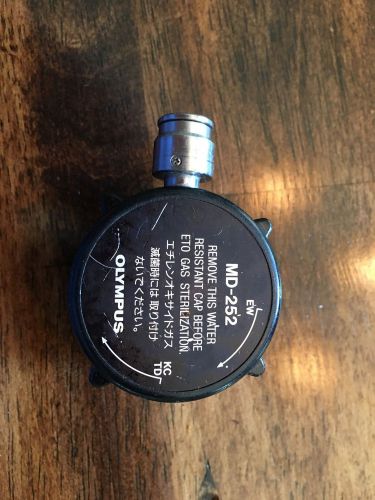 EW
MD-252
REMOVE THIS WATER
RESISTANT CAP BEFORE
ETO GAS STERILIZATION.
エチレンオキサイドガス
滅菌時には取り付け
ないでください。
OLYMPUS
KC
TD